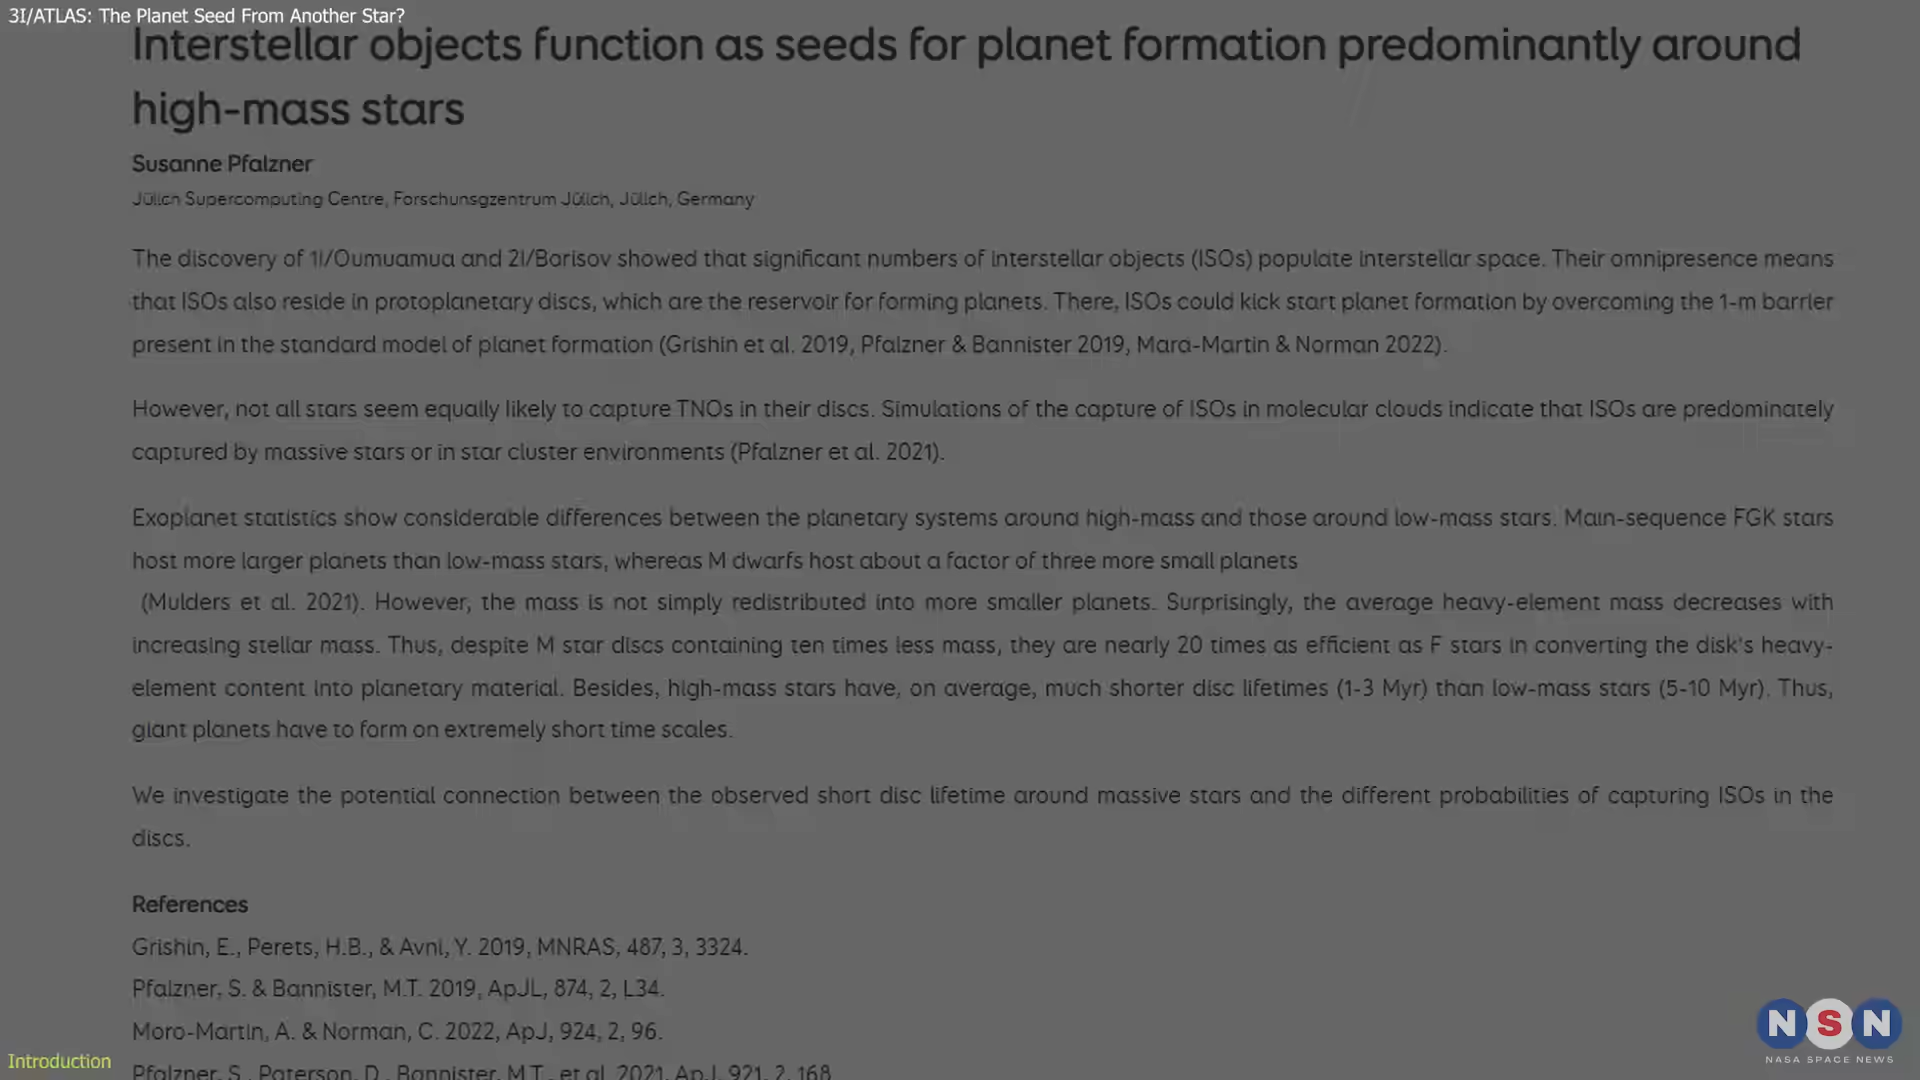 3I/ATLAS: The Planet Seed From Another Star?
Interstellar objects function as seeds for planet formation predominantly around
high-mass stars
Susanne Pfalzner
Jülich Supercomputing Centre, Forschunsgzentrum Jülich, Jülich, Germany
The discovery of 1I/Oumuamua and 2I/Borisov showed that significant numbers of interstellar objects (ISOs) populate interstellar space. Their omnipresence means
that ISOs also reside in protoplanetary discs, which are the reservoir for forming planets. There, ISOs could kick start planet formation by overcoming the 1-m barrier
present in the standard model of planet formation (Grishin et al. 2019, Pfalzner & Bannister 2019, Mara-Martin & Norman 2022).
However, not all stars seem equally likely to capture TNOs in their discs. Simulations of the capture of ISOs in molecular clouds indicate that ISOs are predominately
captured by massive stars or in star cluster environments (Pfalzner et al. 2021).
Exoplanet statistics show considerable differences between the planetary systems around high-mass and those around low-mass stars. Main-sequence FGK stars
host more larger planets than low-mass stars, whereas M dwarfs host about a factor of three more small planets
(Mulders et al. 2021). However, the mass is not simply redistributed into more smaller planets. Surprisingly, the average heavy-element mass decreases with
increasing stellar mass. Thus, despite M star discs containing ten times less mass, they are nearly 20 times as efficient as F stars in converting the disk's heavy-
element content into planetary material. Besides, high-mass stars have, on average, much shorter disc lifetimes (1-3 Myr) than low-mass stars (5-10 Myr). Thus,
giant planets have to form on extremely short time scales.
We investigate the potential connection between the observed short disc lifetime around massive stars and the different probabilities of capturing ISOs in the
discs.
References
Grishin, E., Perets, H.B., & Avni, Y. 2019, MNRAS, 487, 3, 3324.
Pfalzner, S. & Bannister, M.T. 2019, ApJL, 874, 2, L34.
Moro-Martin, A. & Norman, C. 2022, ApJ, 924, 2, 96.
Pfalzner, S., Paterson, D., Bannister, M.T., et al. 2021, ApJ, 921, 2, 168
Introduction
NSN
NASA SPACE NEWS